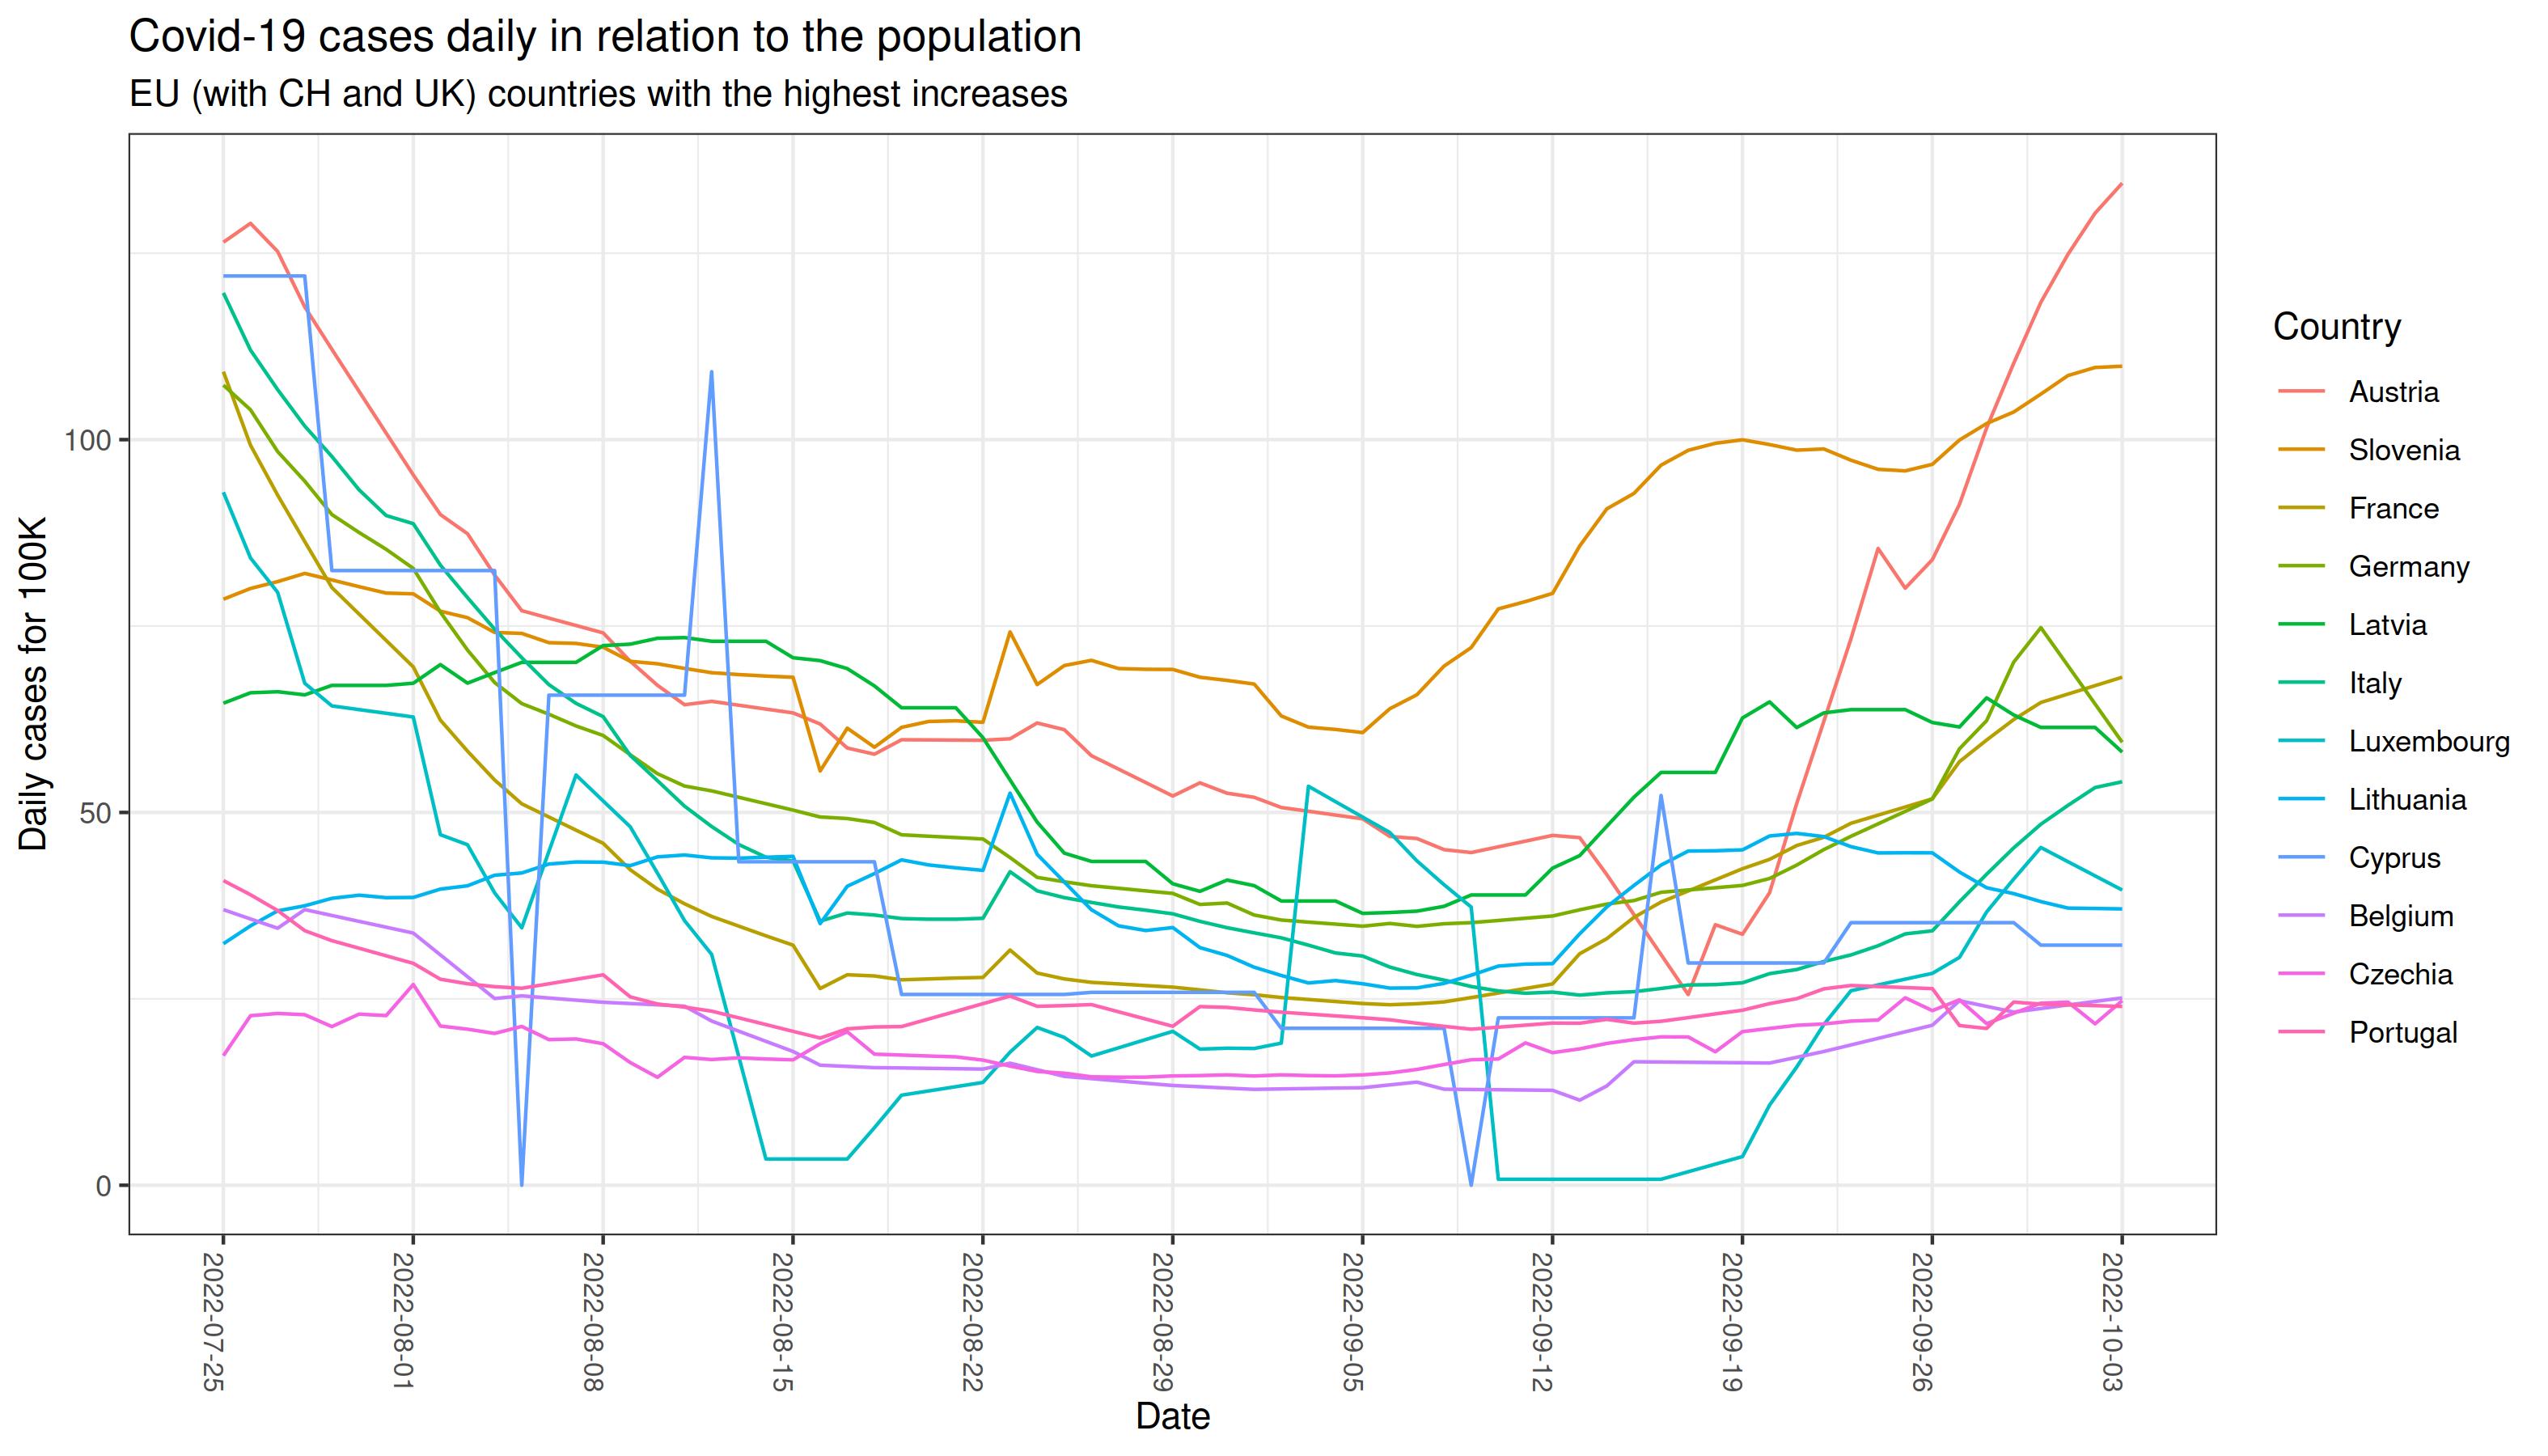 Covid-19 cases daily in relation to the population
EU (with CH and UK) countries with the highest increases
Daily cases for 100K
100
50
0
2022-07-25
2022-08-01
2022-08-08
2022-08-15
2022-08-22
2022-08-29
2022-09-05
2022-09-12
2022-09-19
2022-09-26
2022-10-03
Date
Country
Austria
Slovenia
France
Germany
Latvia
Italy
Luxembourg
Lithuania
Cyprus
Belgium
Czechia
Portugal